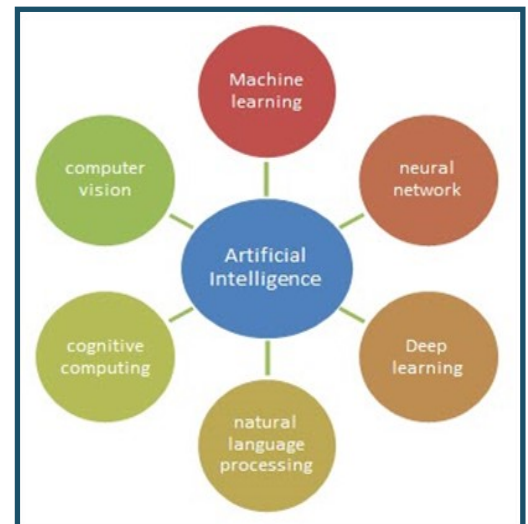 Machine
learning
computer
vision
neural
network
Artificial
Intelligence
cognitive
computing
Deep
learning
natural
language
processing